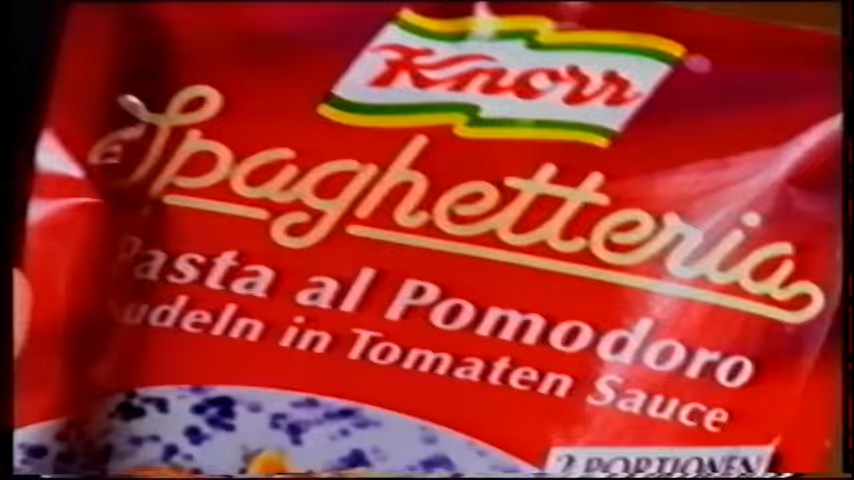 Knorr
Spaghetteria
Pasta al Pomodoro
Nudeln in Tomaten Sauce
2 PORTIONEN